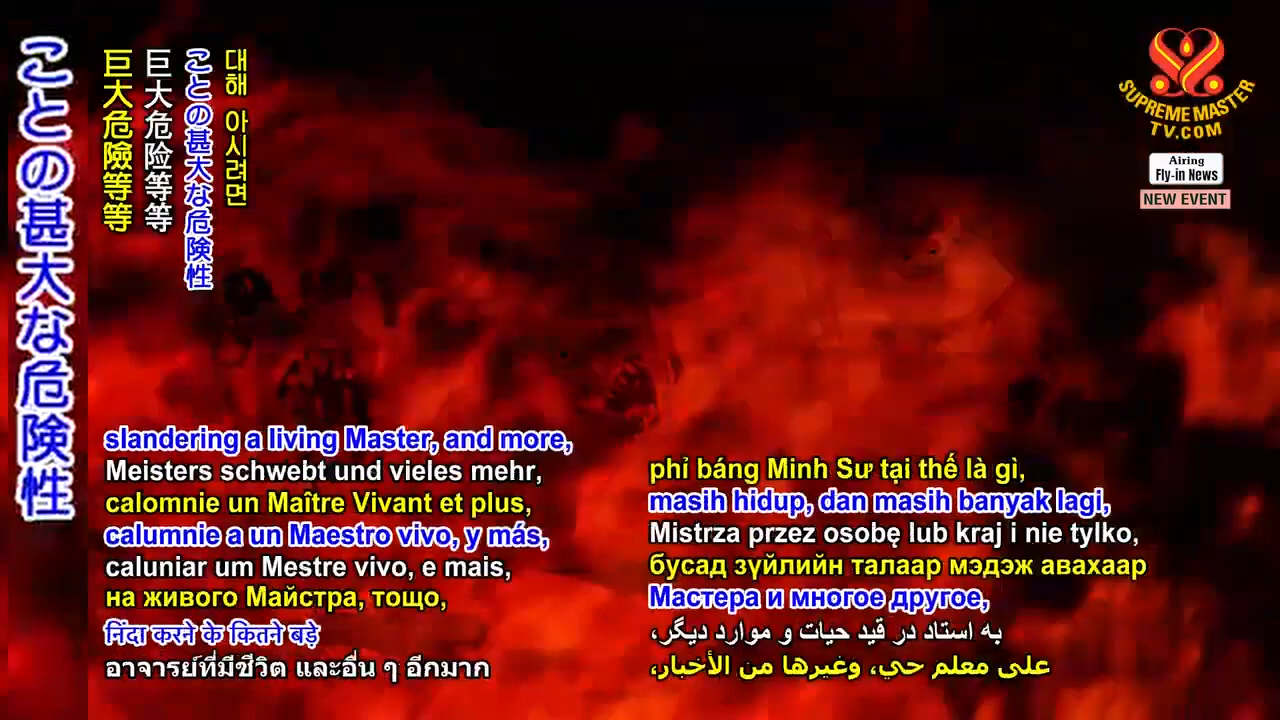 ことの甚大な危険性
巨大危險等等
巨大危险等等
ことの甚大な危険性
대해 아시려면
SUPREME MASTER
TV.COM
Airing
Fly-in News
NEW EVENT
slandering a living Master, and more,
Meisters schwebt und vieles mehr,
calomnie un Maître Vivant et plus,
calumnie a un Maestro vivo, y más,
caluniar um Mestre vivo, e mais,
на живого Майстра, тощо,
निंदा करने के कितने बड़े
อาจารย์ที่มีชีวิต และอื่น ๆ อีกมาก
phỉ báng Minh Sư tại thế là gì,
masih hidup, dan masih banyak lagi,
Mistrza przez osobę lub kraj i nie tylko,
бусад зүйлийн талаар мэдэж авахаар
Мастера и многое другое,
به استاد در قید حیات و موارد دیگر،
على معلم حي، وغيرها من الأخبار،